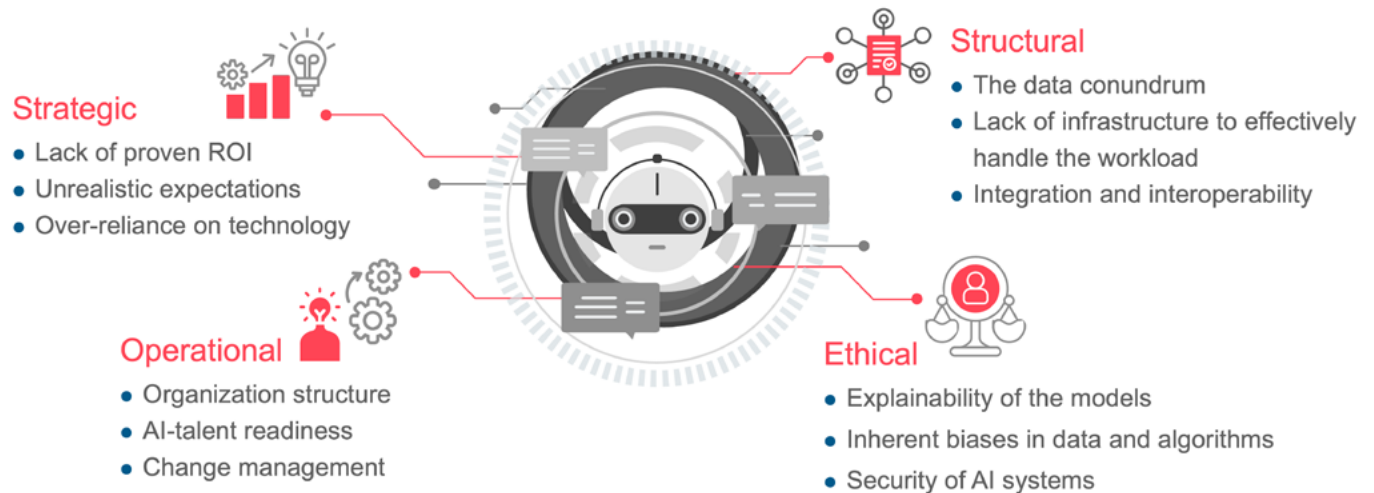 Strategic
• Lack of proven ROI
• Unrealistic expectations
• Over-reliance on technology
Operational
• Organization structure
• AI-talent readiness
• Change management
Structural
• The data conundrum
• Lack of infrastructure to effectively
handle the workload
• Integration and interoperability
Ethical
• Explainability of the models
• Inherent biases in data and algorithms
• Security of AI systems